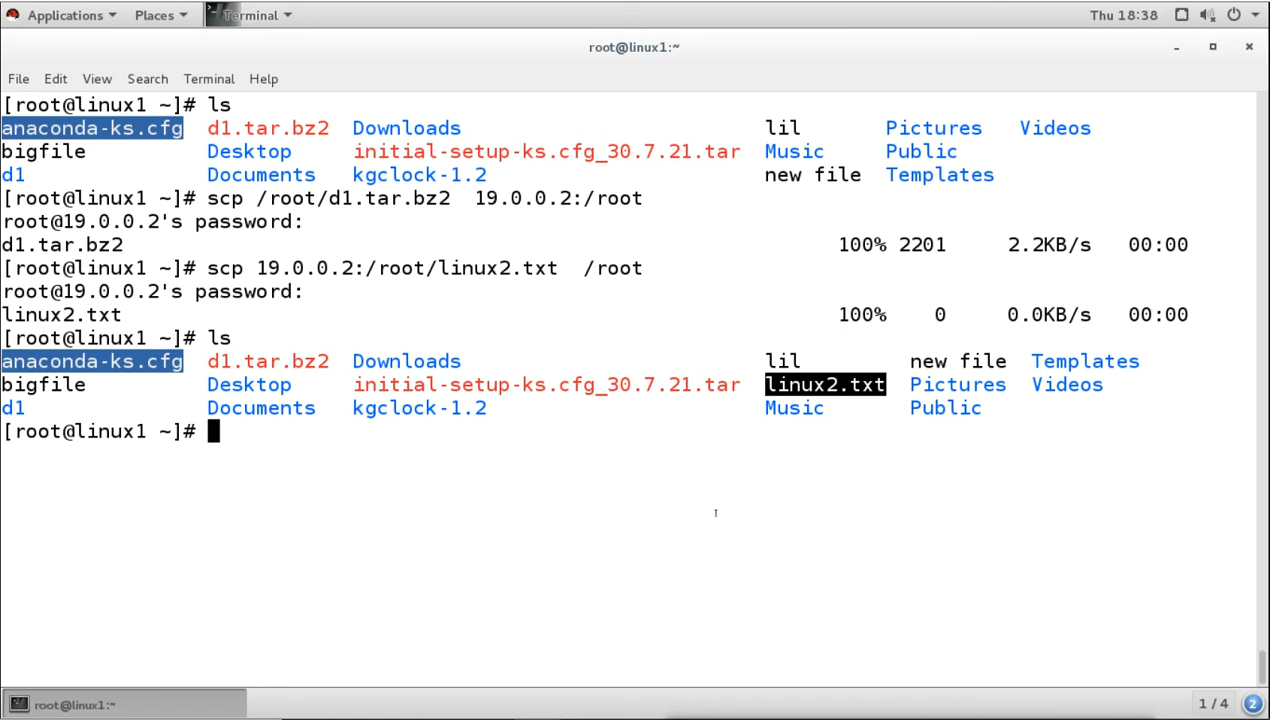 Applications Places Terminal Thu 18:38
root@linux1:~
File Edit View Search Terminal Help
[root@linux1 ~]# ls
anaconda-ks.cfg d1.tar.bz2 Downloads lil Pictures Videos
bigfile Desktop initial-setup-ks.cfg_30.7.21.tar Music Public
d1 Documents kgclock-1.2 new file Templates
[root@linux1 ~]# scp /root/d1.tar.bz2 19.0.0.2:/root
root@19.0.0.2's password:
d1.tar.bz2 100% 2201 2.2KB/s 00:00
[root@linux1 ~]# scp 19.0.0.2:/root/linux2.txt /root
root@19.0.0.2's password:
linux2.txt 100% 0 0.0KB/s 00:00
[root@linux1 ~]# ls
anaconda-ks.cfg d1.tar.bz2 Downloads lil new file Templates
bigfile Desktop initial-setup-ks.cfg_30.7.21.tar linux2.txt Pictures Videos
d1 Documents kgclock-1.2 Music Public
[root@linux1 ~]#
root@linux1:~ 1 / 4 2